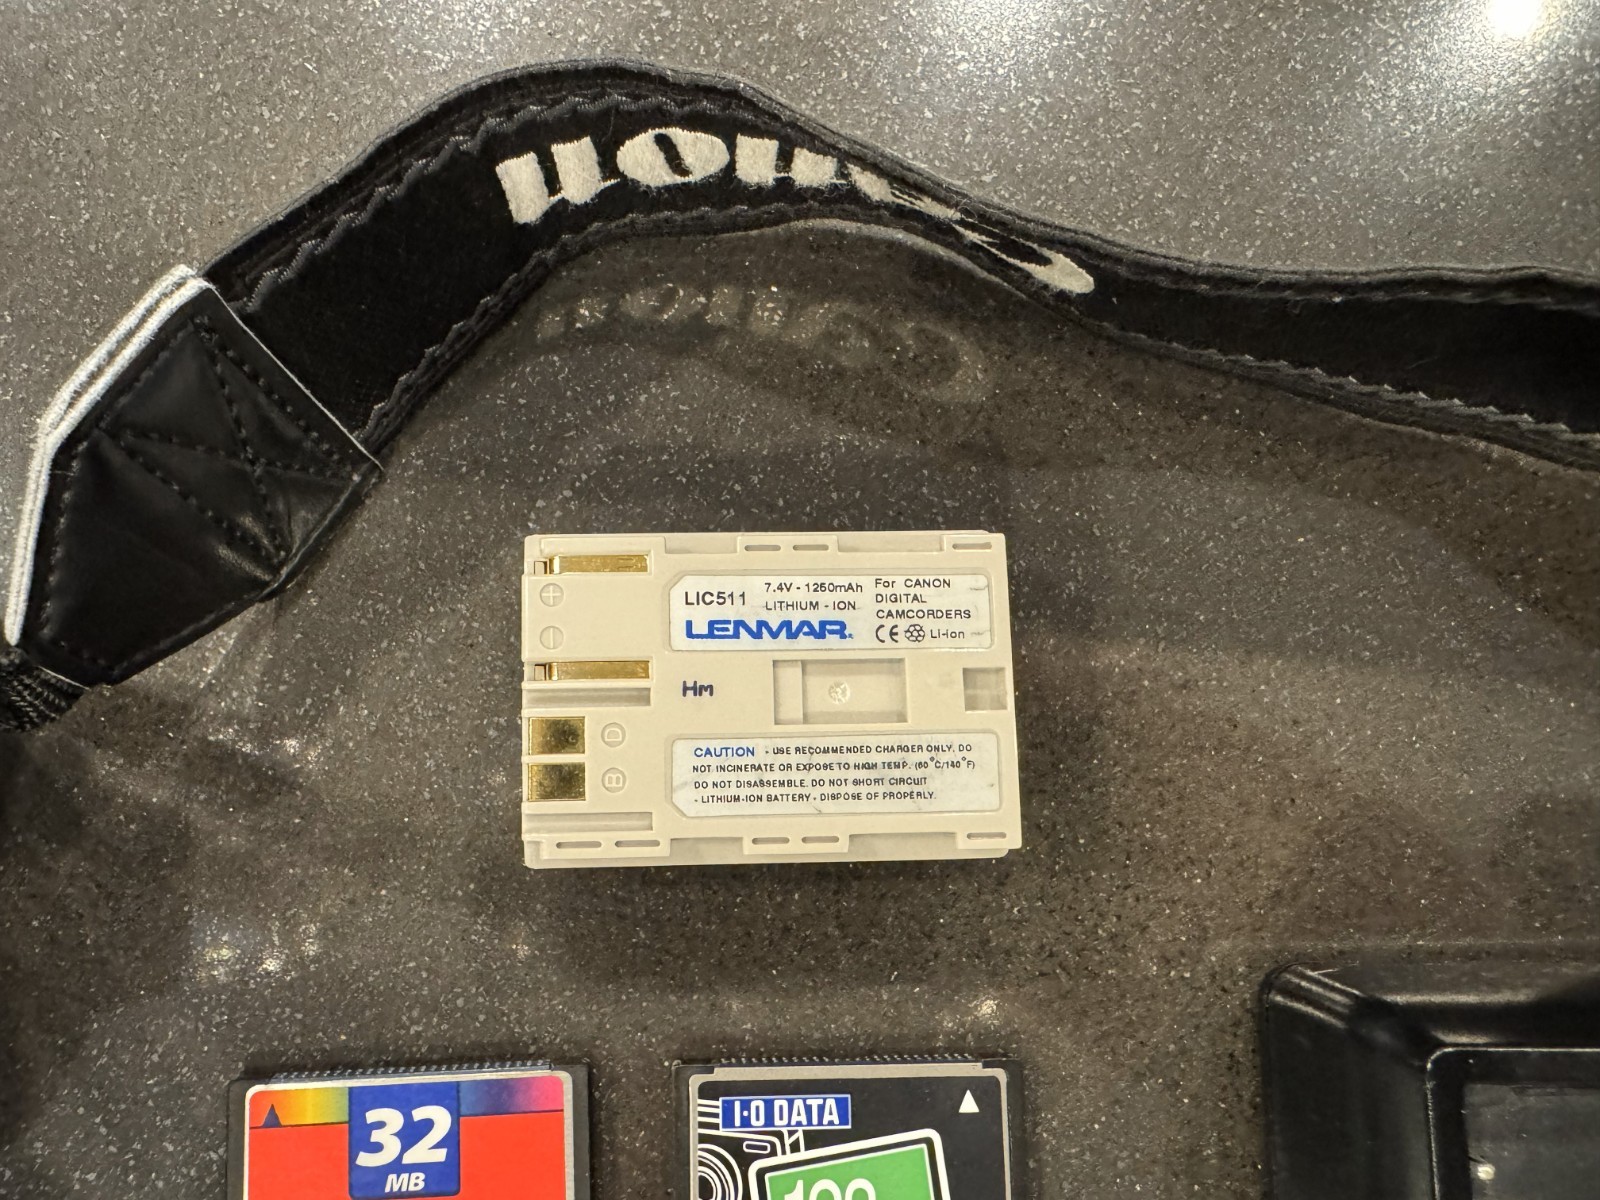 Canon
LIC511
7.4V - 1250mAh
LITHIUM - ION
LENMAR
For CANON
DIGITAL
CAMCORDERS
CE Li-ion
Hm
+
-
D
B
CAUTION - USE RECOMMENDED CHARGER ONLY, DO
NOT INCINERATE OR EXPOSE TO HIGH TEMP. (60°C/140°F)
DO NOT DISASSEMBLE. DO NOT SHORT CIRCUIT
- LITHIUM-ION BATTERY - DISPOSE OF PROPERLY.
32
MB
I·O DATA